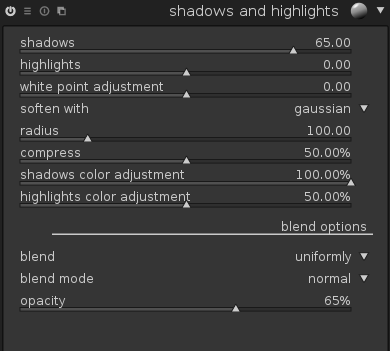 shadows and highlights
shadows 65.00
highlights 0.00
white point adjustment 0.00
soften with gaussian
radius 100.00
compress 50.00%
shadows color adjustment 100.00%
highlights color adjustment 50.00%
blend options
blend uniformly
blend mode normal
opacity 65%